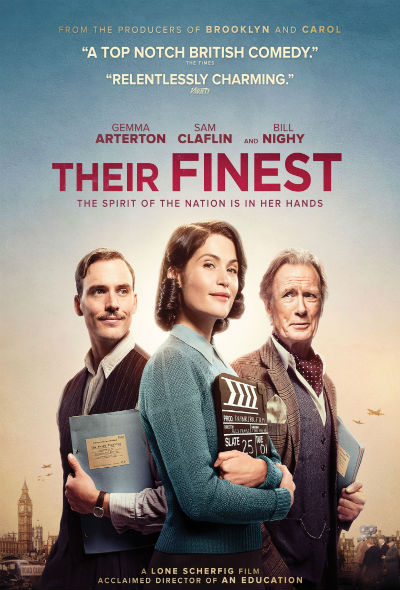 FROM THE PRODUCERS OF BROOKLYN AND CAROL
“A TOP NOTCH BRITISH COMEDY.”
THE TIMES
“RELENTLESSLY CHARMING.”
VARIETY
GEMMA ARTERTON SAM CLAFLIN AND BILL NIGHY
THEIR FINEST
THE SPIRIT OF THE NATION IS IN HER HANDS
PROD.
SLATE 25
A LONE SCHERFIG FILM
ACCLAIMED DIRECTOR OF AN EDUCATION